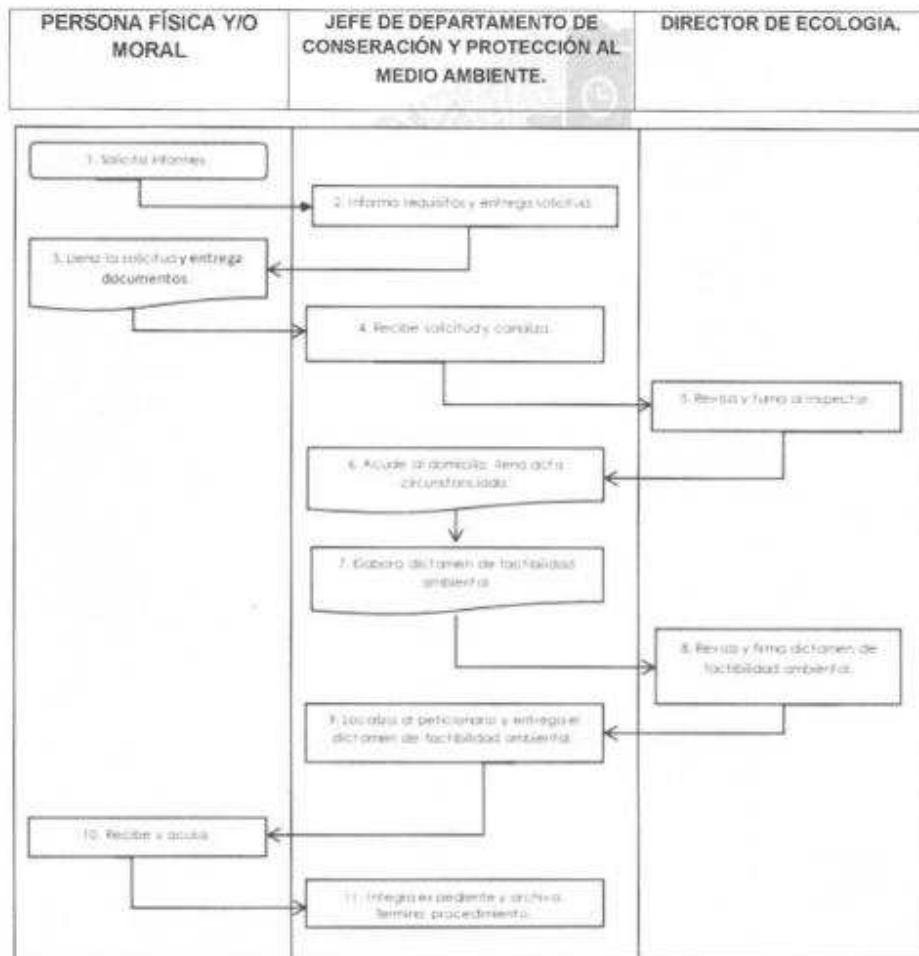 PERSONA FÍSICA Y/O
MORAL
JEFE DE DEPARTAMENTO DE
CONSERACIÓN Y PROTECCIÓN AL
MEDIO AMBIENTE.
DIRECTOR DE ECOLOGIA.
1. Solicita informes
2. Informa requisitos y entrega solicitud.
3. Llena la solicitud y entrega
documentos.
4. Recibe solicitud y canaliza.
5. Revisa y turna al inspector.
6. Acude al domicilio, llena acta
circunstanciada.
7. Elabora dictamen de factibilidad
ambiental
8. Revisa y firma dictamen de
factibilidad ambiental.
9. Localiza al peticionario y entrega el
dictamen de factibilidad ambiental.
10. Recibe y acusa.
11. Integra expediente y archiva.
Termina procedimiento.